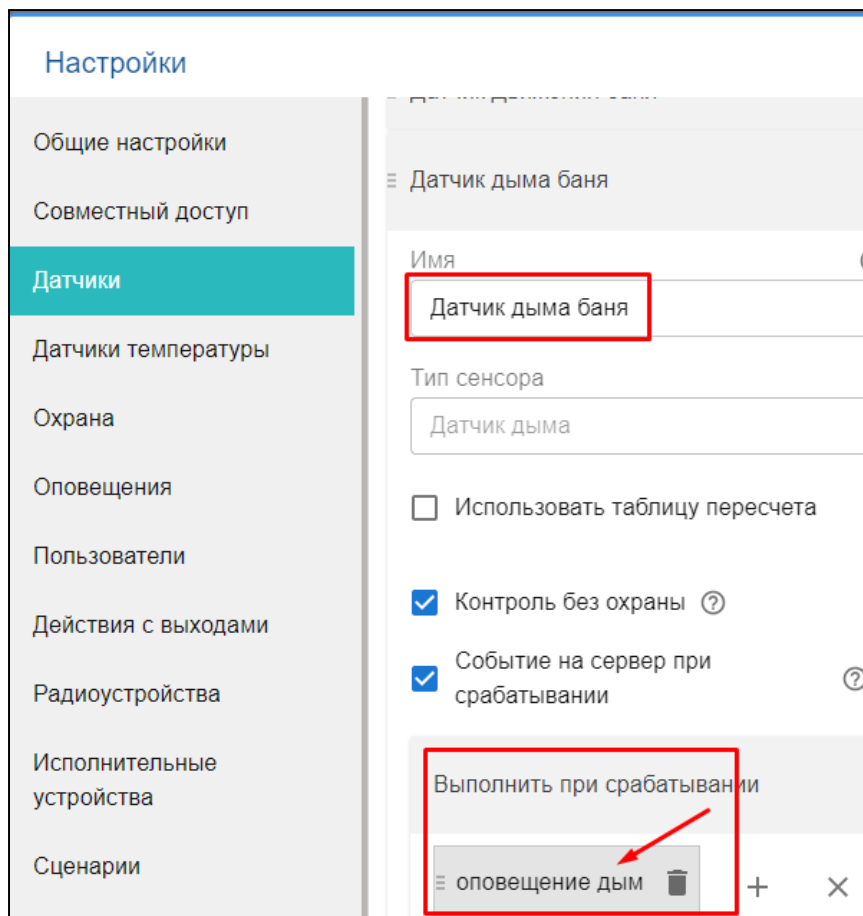 Настройки
Общие настройки
Совместный доступ
Датчики
Датчики температуры
Охрана
Оповещения
Пользователи
Действия с выходами
Радиоустройства
Исполнительные
устройства
Сценарии
Датчик дыма баня
Имя
Датчик дыма баня
Тип сенсора
Датчик дыма
Использовать таблицу пересчета
Контроль без охраны
Событие на сервер при
срабатывании
Выполнить при срабатывании
оповещение дым